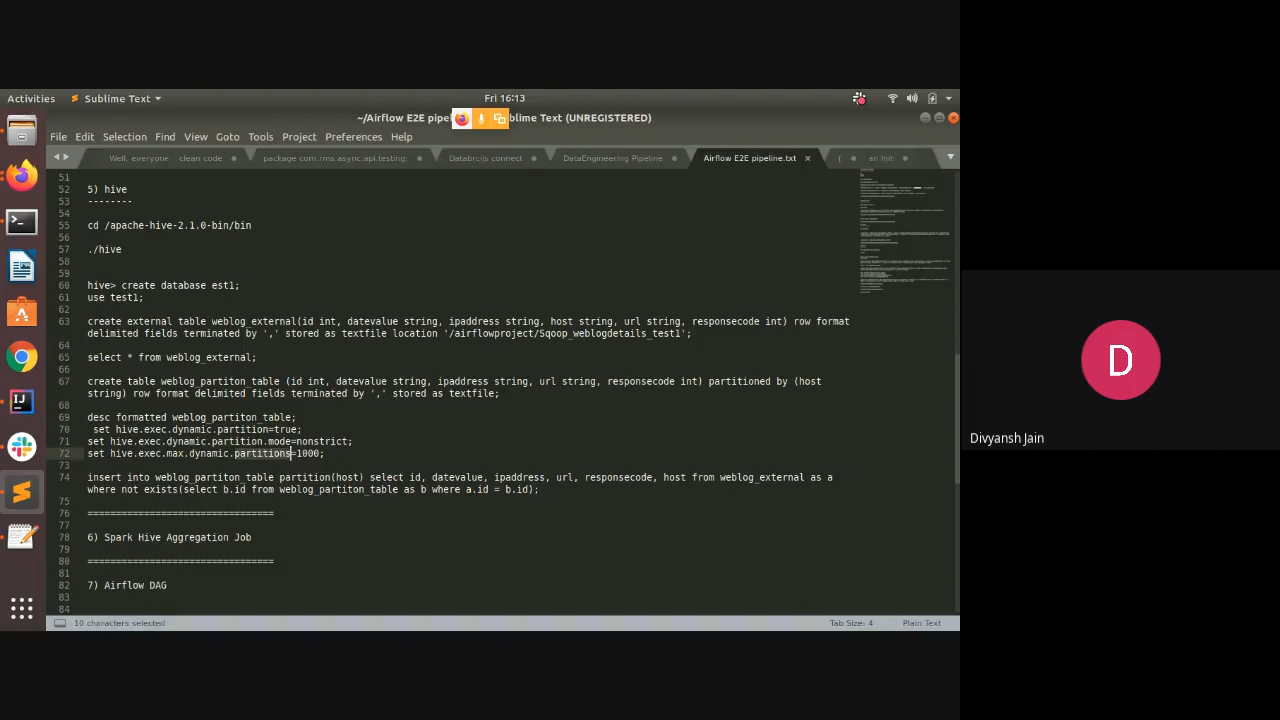 Activities
Sublime Text
Fri 16:13
~/Airflow E2E pipel
blime Text (UNREGISTERED)
File Edit Selection Find View Goto Tools Project Preferences Help
Well, everyone clean code
package com.rms.async.api.testing;
Databrcijs connect
DataEngineering Pipeline
Airflow E2E pipeline.txt
(
an Initi
51
52 5) hive
53 --------
54
55 cd /apache-hive-2.1.0-bin/bin
56
57 ./hive
58
59
60 hive> create database est1;
61 use test1;
62
63 create external table weblog_external(id int, datevalue string, ipaddress string, host string, url string, responsecode int) row format
delimited fields terminated by ',' stored as textfile location '/airflowproject/Sqoop_weblogdetails_test1';
64
65 select * from weblog_external;
66
67 create table weblog_partiton_table (id int, datevalue string, ipaddress string, url string, responsecode int) partitioned by (host
string) row format delimited fields terminated by ',' stored as textfile;
68
69 desc formatted weblog_partiton_table;
70 set hive.exec.dynamic.partition=true;
71 set hive.exec.dynamic.partition.mode=nonstrict;
72 set hive.exec.max.dynamic.partitions=1000;
73
74 insert into weblog_partiton_table partition(host) select id, datevalue, ipaddress, url, responsecode, host from weblog_external as a
where not exists(select b.id from weblog_partiton_table as b where a.id = b.id);
75
76 =================================
77
78 6) Spark Hive Aggregation Job
79
80 =================================
81
82 7) Airflow DAG
83
84
10 characters selected
Tab Size: 4
Plain Text
D
Divyansh Jain